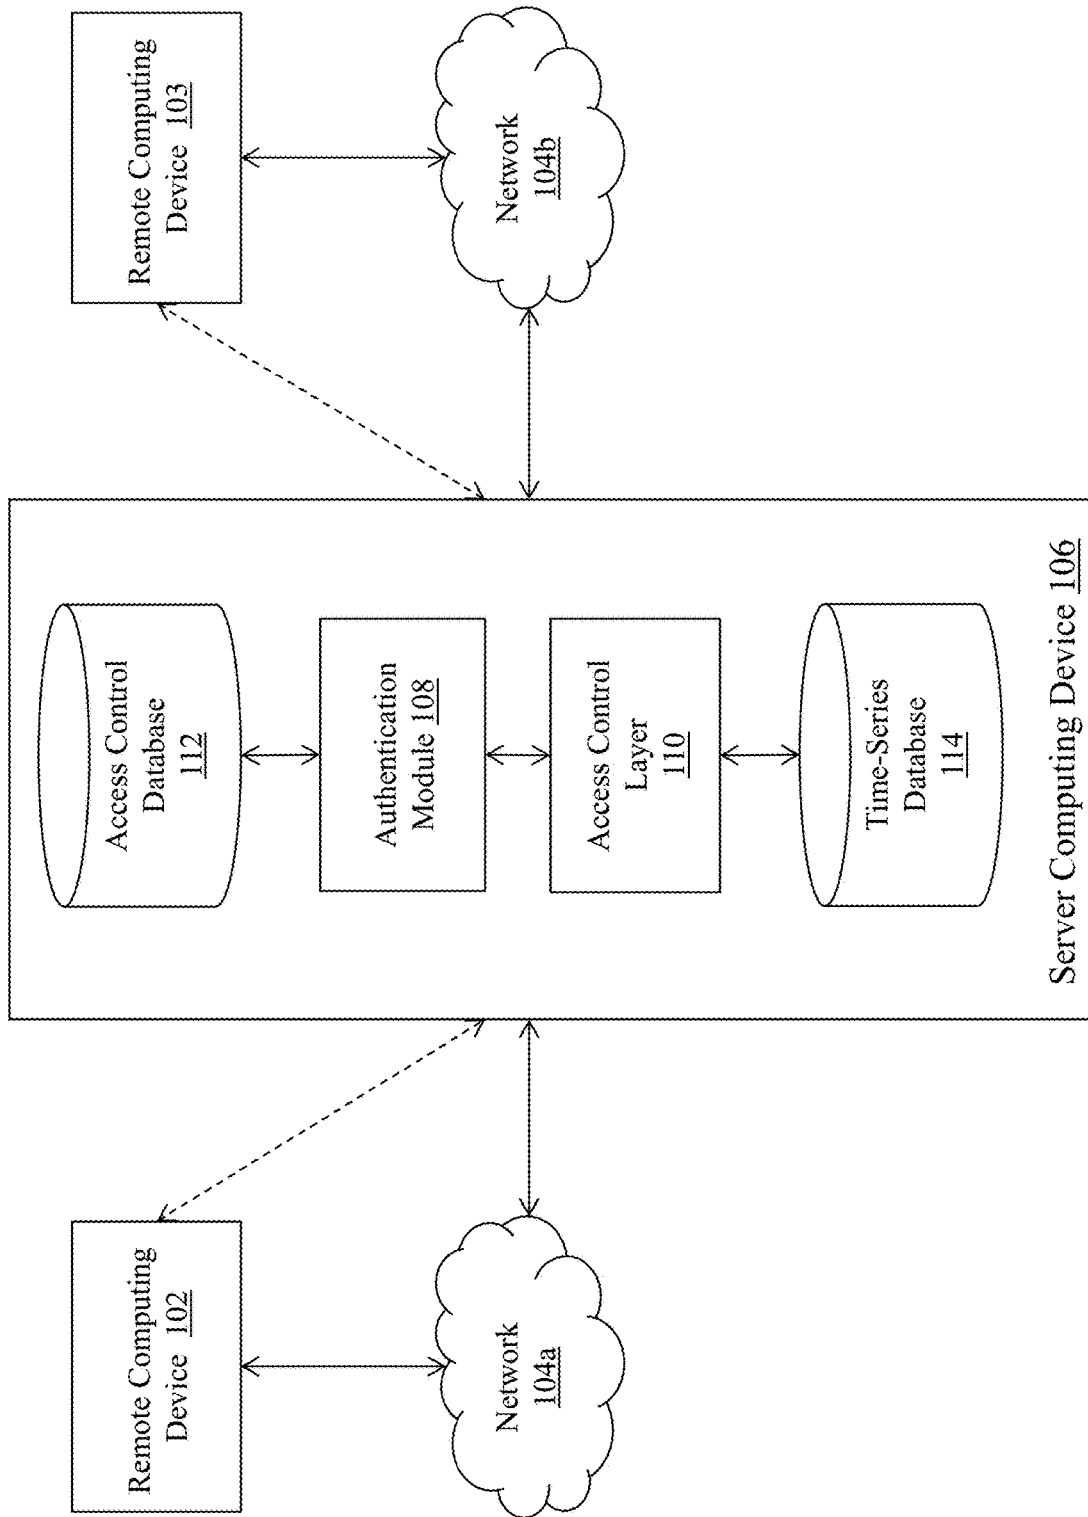 Remote Computing
Device 102
Network
104a
Access Control
Database
112
Authentication
Module 108
Access Control
Layer
110
Time-Series
Database
114
Server Computing Device 106
Remote Computing
Device 103
Network
104b